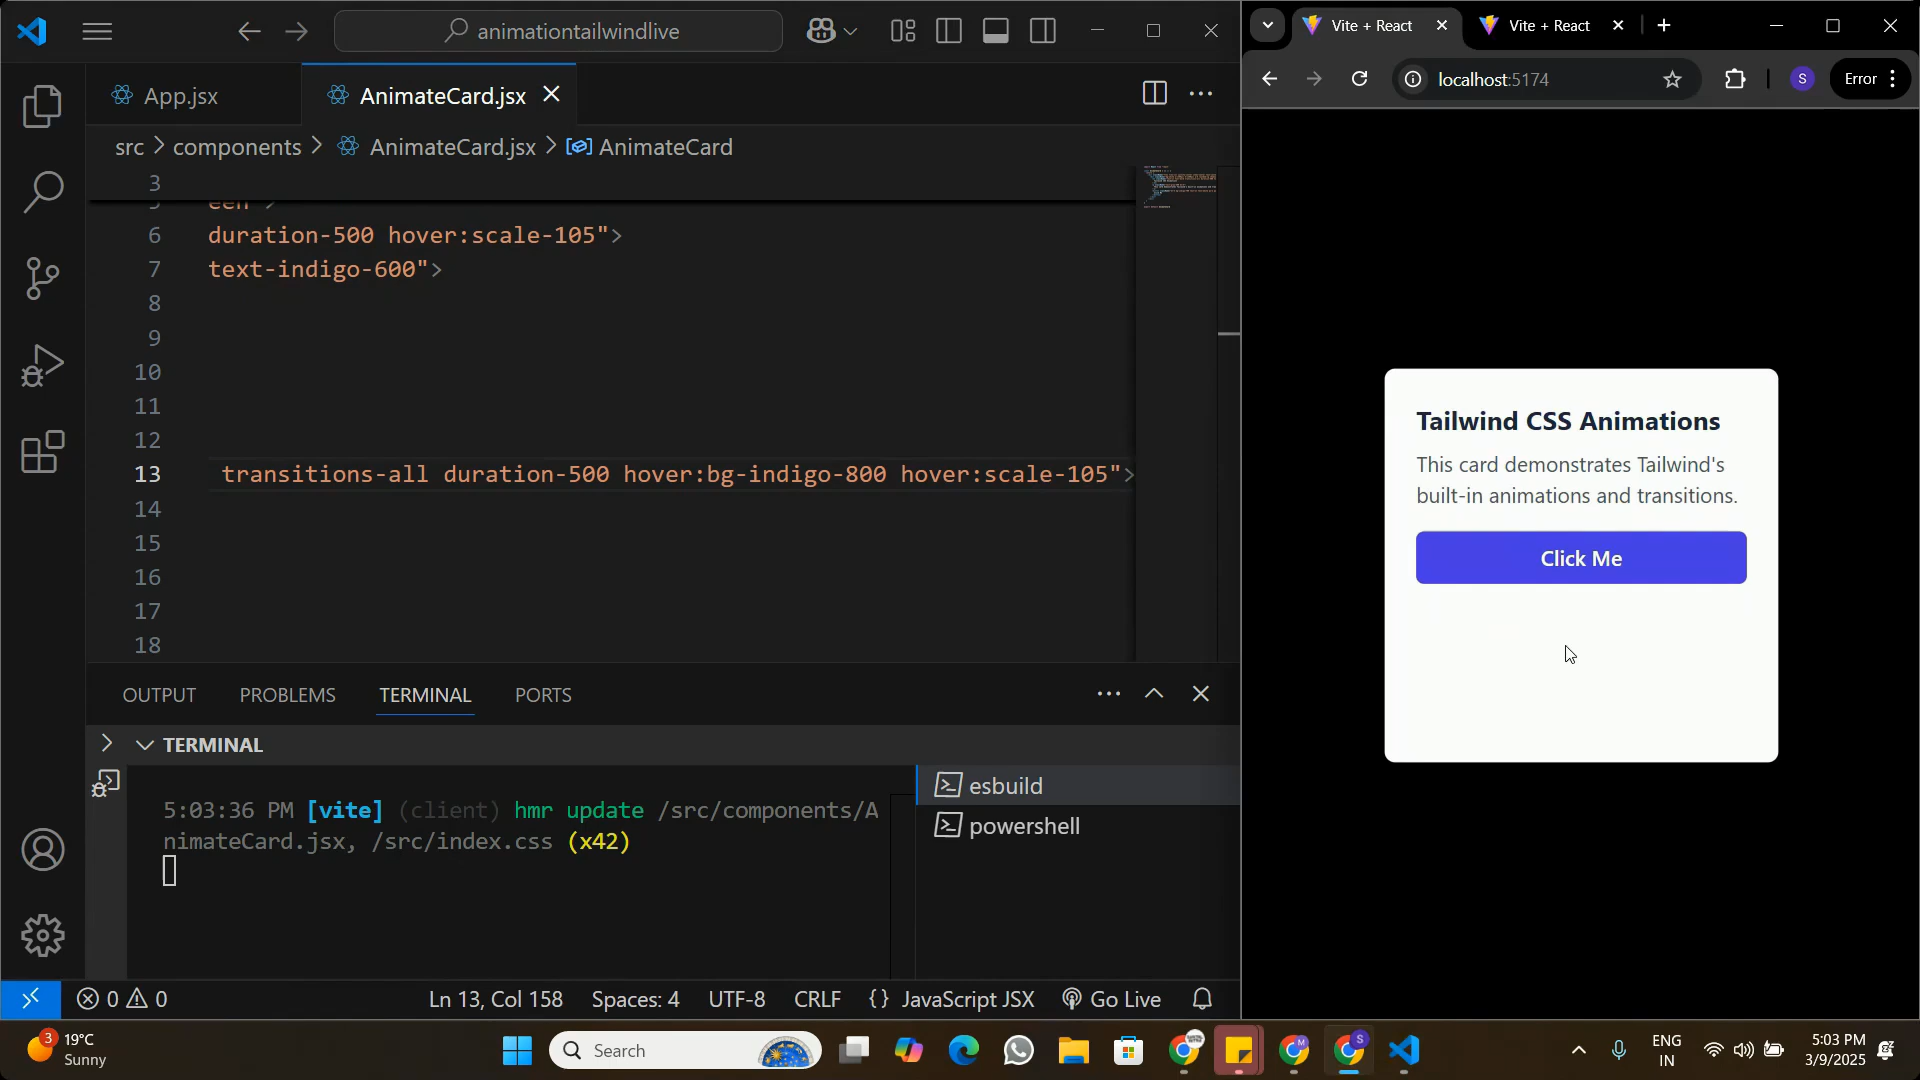 animationtailwindlive
App.jsx
AnimateCard.jsx
src > components > AnimateCard.jsx > AnimateCard
3
5 een">
6 duration-500 hover:scale-105">
7 text-indigo-600">
8
9
10
11
12
13 transitions-all duration-500 hover:bg-indigo-800 hover:scale-105">
14
15
16
17
18
OUTPUT PROBLEMS TERMINAL PORTS
TERMINAL
5:03:36 PM [vite] (client) hmr update /src/components/A
nimateCard.jsx, /src/index.css (x42)
esbuild
powershell
0 0 Ln 13, Col 158 Spaces: 4 UTF-8 CRLF {} JavaScript JSX Go Live
Vite + React
Vite + React
localhost:5174
S
Error
Tailwind CSS Animations
This card demonstrates Tailwind's
built-in animations and transitions.
Click Me
3
19°C
Sunny
Search
M
S
ENG
IN
5:03 PM
3/9/2025